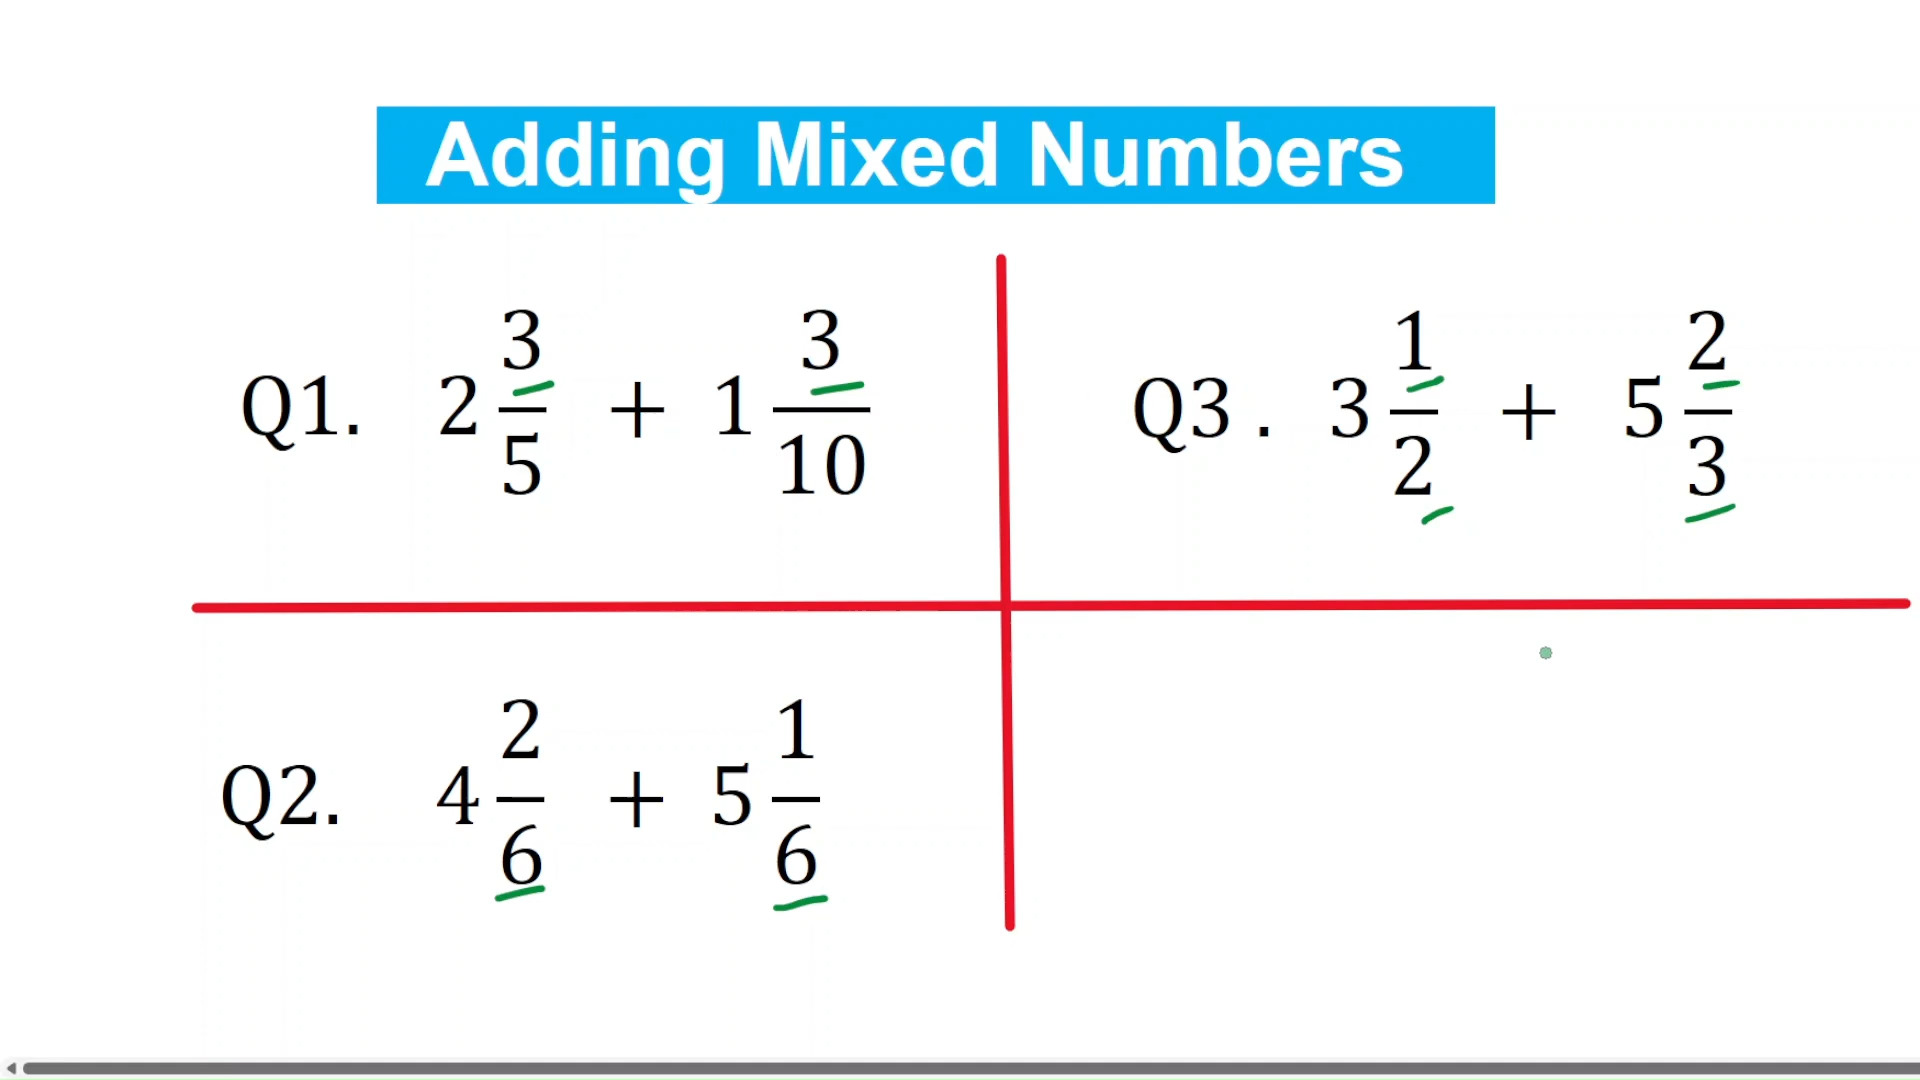 Adding Mixed Numbers
Q1. 2 3/5 + 1 3/10
Q3 . 3 1/2 + 5 2/3
Q2. 4 2/6 + 5 1/6